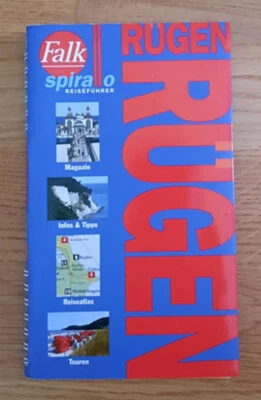 Falk
spirallo
REISEFÜHRER
RÜGEN
RÜGEN
Magazin
Infos & Tipps
Reiseatlas
Touren